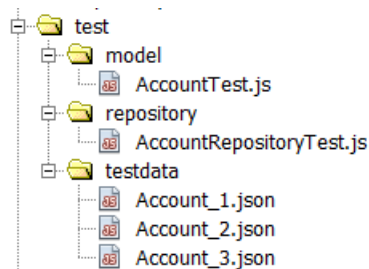 test
model
AccountTest.js
repository
AccountRepositoryTest.js
testdata
Account_1.json
Account_2.json
Account_3.json